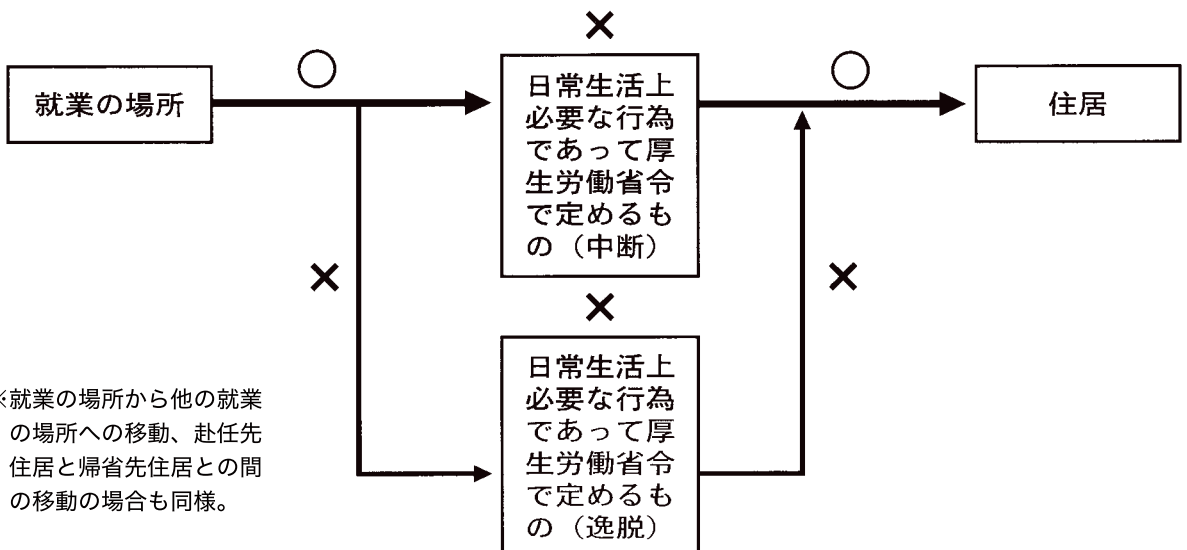 就業の場所
○
×
日常生活上
必要な行為
であって厚
生労働省令
で定めるも
の（中断）
○
住居
×
×
×
日常生活上
必要な行為
であって厚
生労働省令
で定めるも
の（逸脱）
※就業の場所から他の就業
の場所への移動、赴任先
住居と帰省先住居との間
の移動の場合も同様。